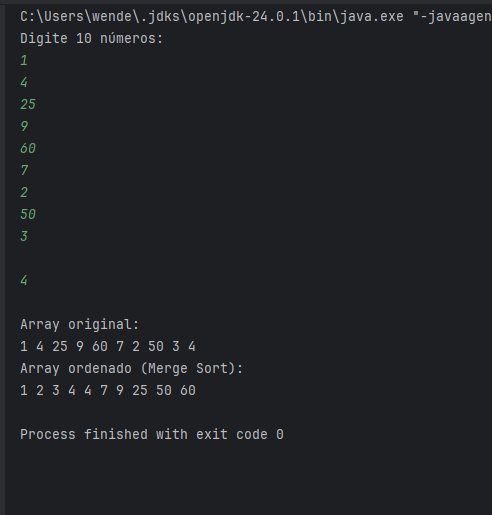 C:\Users\wende\.jdks\openjdk-24.0.1\bin\java.exe "-javaagen
Digite 10 números:
1
4
25
9
60
7
2
50
3
4
Array original:
1 4 25 9 60 7 2 50 3 4
Array ordenado (Merge Sort):
1 2 3 4 4 7 9 25 50 60
Process finished with exit code 0